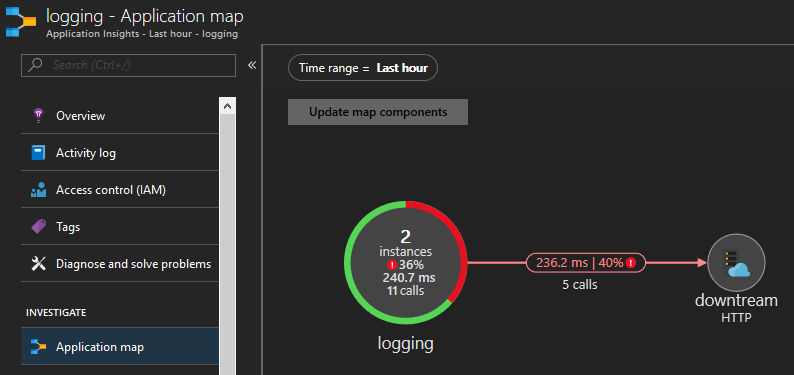 logging - Application map
Application Insights - Last hour - logging
Search (Ctrl+/)
«
Overview
Activity log
Access control (IAM)
Tags
Diagnose and solve problems
INVESTIGATE
Application map
Time range = Last hour
Update map components
2
instances
! 36%
240.7 ms
11 calls
logging
236.2 ms | 40% !
5 calls
downtream
HTTP